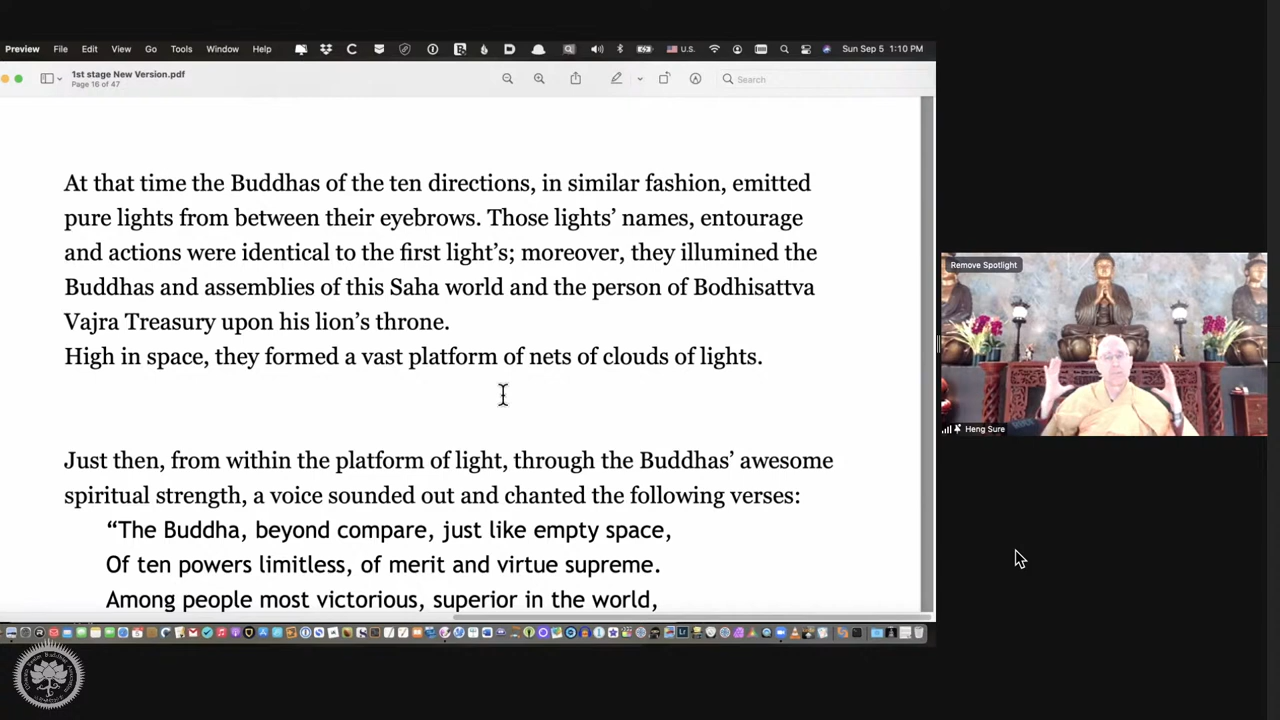 Preview File Edit View Go Tools Window Help U.S. Sun Sep 5 1:10 PM
1st stage New Version.pdf
Page 16 of 47
Search
At that time the Buddhas of the ten directions, in similar fashion, emitted
pure lights from between their eyebrows. Those lights’ names, entourage
and actions were identical to the first light’s; moreover, they illumined the
Buddhas and assemblies of this Saha world and the person of Bodhisattva
Vajra Treasury upon his lion’s throne.
High in space, they formed a vast platform of nets of clouds of lights.
Just then, from within the platform of light, through the Buddhas’ awesome
spiritual strength, a voice sounded out and chanted the following verses:
“The Buddha, beyond compare, just like empty space,
Of ten powers limitless, of merit and virtue supreme.
Among people most victorious, superior in the world,
Remove Spotlight
Heng Sure